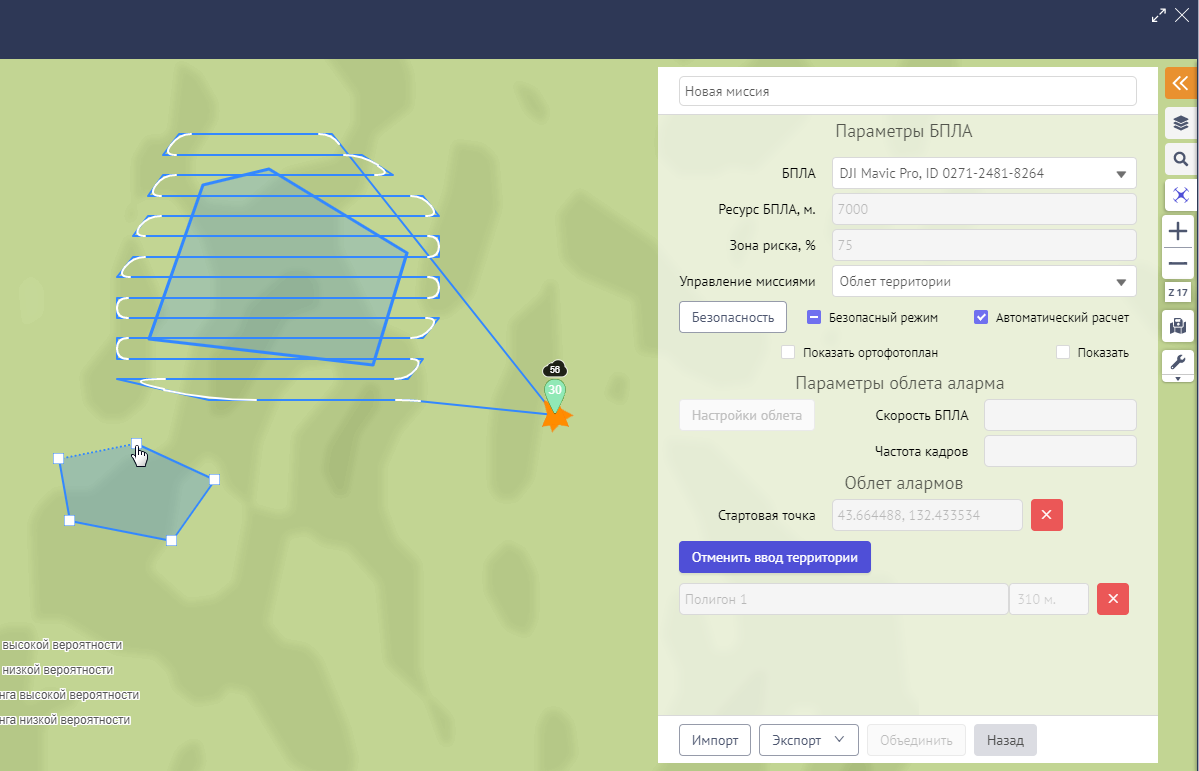 Новая миссия
Параметры БПЛА
БПЛА DJI Mavic Pro, ID 0271-2481-8264
Ресурс БПЛА, м. 7000
Зона риска, % 75
Управление миссиями Облет территории
Безопасность Безопасный режим Автоматический расчет
Показать ортофотоплан Показать
Параметры облета аларма
Настройки облета Скорость БПЛА
Частота кадров
Облет алармов
Стартовая точка 43.664488, 132.433534
Отменить ввод территории
Полигон 1 310 м.
Импорт Экспорт Объединить Назад
Z 17
56
30
высокой вероятности
низкой вероятности
нга высокой вероятности
нга низкой вероятности